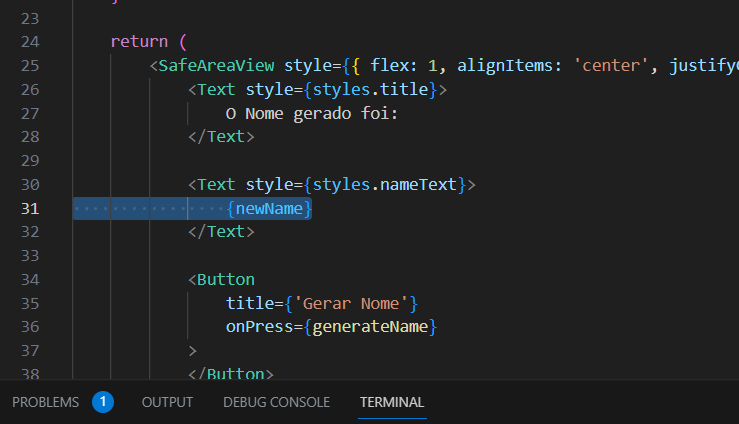 23 }
24 return (
25 <SafeAreaView style={{ flex: 1, alignItems: 'center', justifyC
26 <Text style={styles.title}>
27 O Nome gerado foi:
28 </Text>
29
30 <Text style={styles.nameText}>
31 {newName}
32 </Text>
33
34 <Button
35 title={'Gerar Nome'}
36 onPress={generateName}
37 >
38 </Button>
PROBLEMS 1 OUTPUT DEBUG CONSOLE TERMINAL